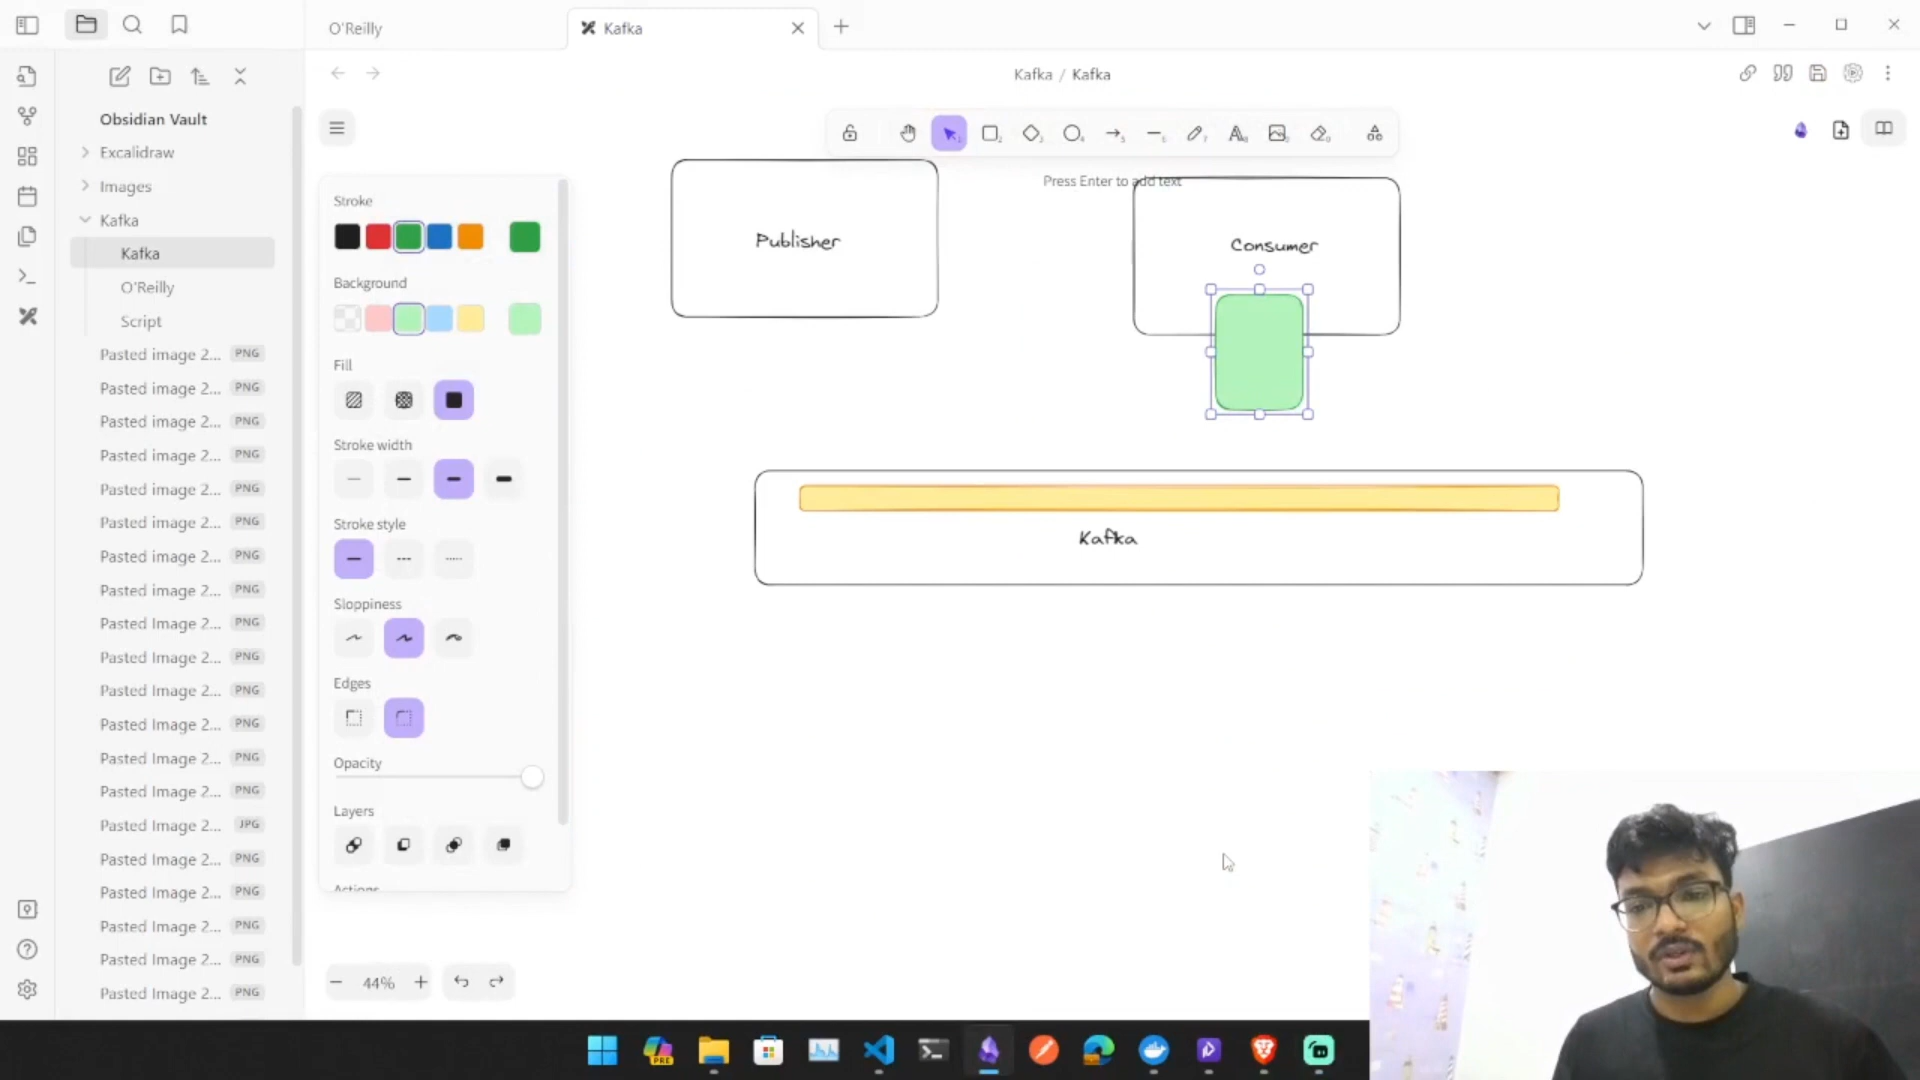 O'Reilly
Kafka
Kafka / Kafka
Obsidian Vault
Excalidraw
Images
Kafka
Kafka
O'Reilly
Script
Pasted image 2... PNG
Pasted image 2... PNG
Pasted image 2... PNG
Pasted image 2... PNG
Pasted image 2... PNG
Pasted image 2... PNG
Pasted image 2... PNG
Pasted image 2... PNG
Pasted Image 2... PNG
Pasted Image 2... PNG
Pasted Image 2... PNG
Pasted Image 2... PNG
Pasted Image 2... PNG
Pasted Image 2... PNG
Pasted Image 2... JPG
Pasted Image 2... PNG
Pasted Image 2... PNG
Pasted Image 2... PNG
Pasted Image 2... PNG
Pasted Image 2... PNG
Stroke
Background
Fill
Stroke width
Stroke style
Sloppiness
Edges
Opacity
Layers
Actions
44%
Press Enter to add text
Publisher
Consumer
Kafka
PRE